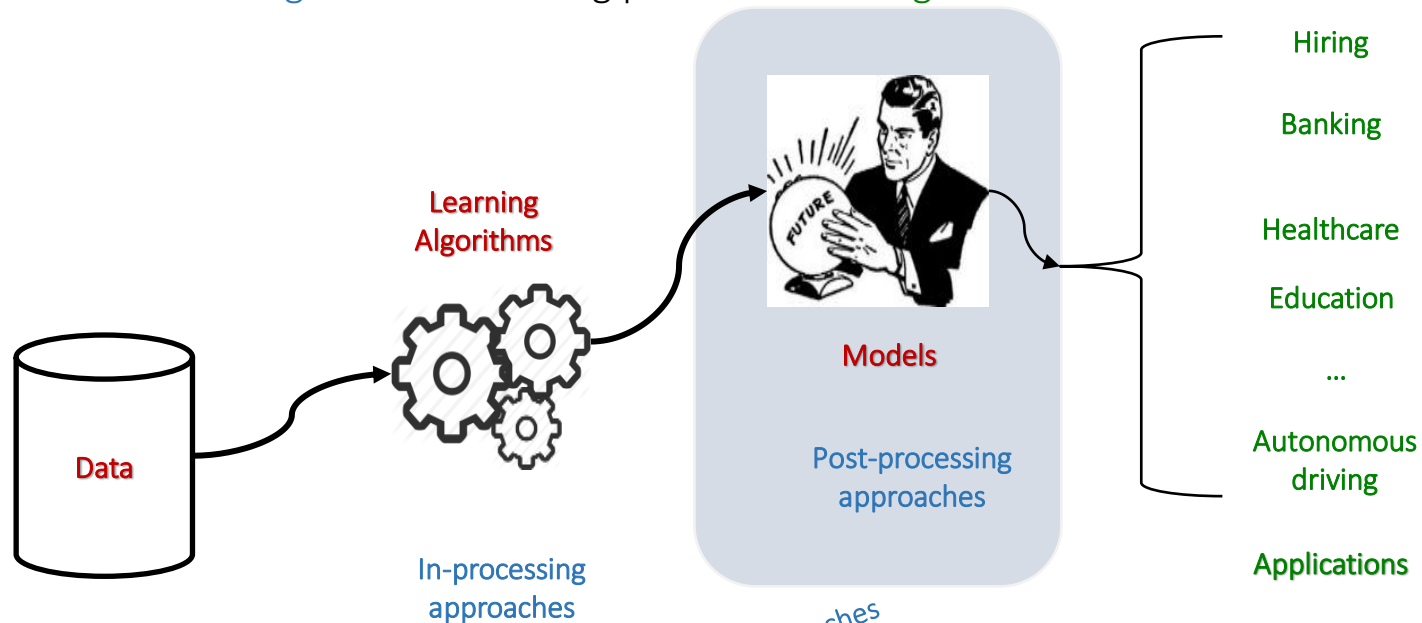 Hiring
Banking
Learning
Algorithms
FUTURE
Healthcare
Education
Models
...
Data
Post-processing
approaches
Autonomous
driving
In-processing
approaches
Applications